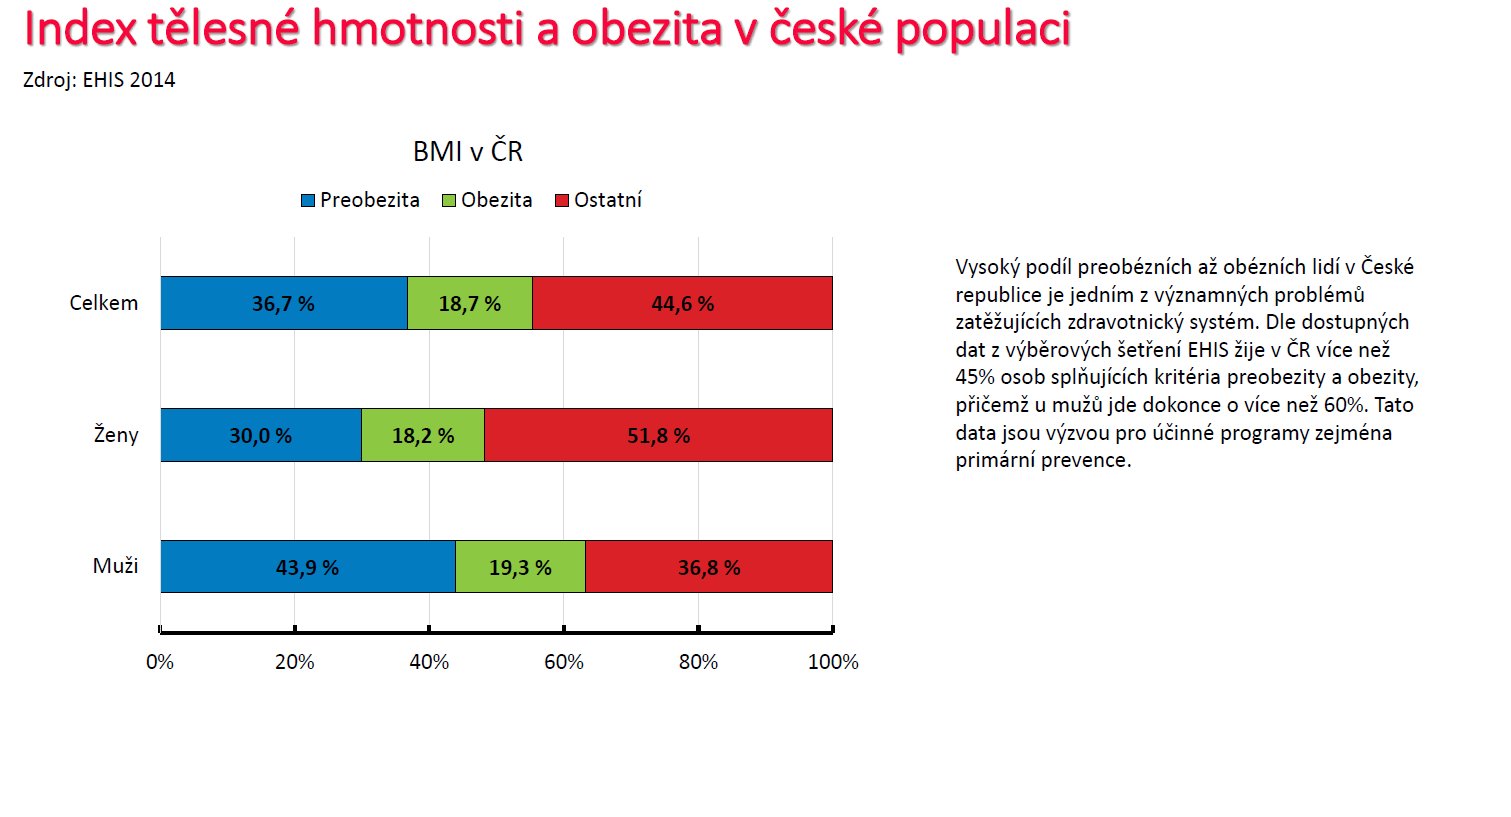 Index tělesné hmotnosti a obezita v české populaci
Zdroj: EHIS 2014
BMI v ČR
Preobezita Obezita Ostatní
Celkem 36,7 % 18,7 % 44,6 %
Ženy 30,0 % 18,2 % 51,8 %
Muži 43,9 % 19,3 % 36,8 %
0% 20% 40% 60% 80% 100%
Vysoký podíl preobézních až obézních lidí v České
republice je jedním z významných problémů
zatěžujících zdravotnický systém. Dle dostupných
dat z výběrových šetření EHIS žije v ČR více než
45% osob splňujících kritéria preobezity a obezity,
přičemž u mužů jde dokonce o více než 60%. Tato
data jsou výzvou pro účinné programy zejména
primární prevence.